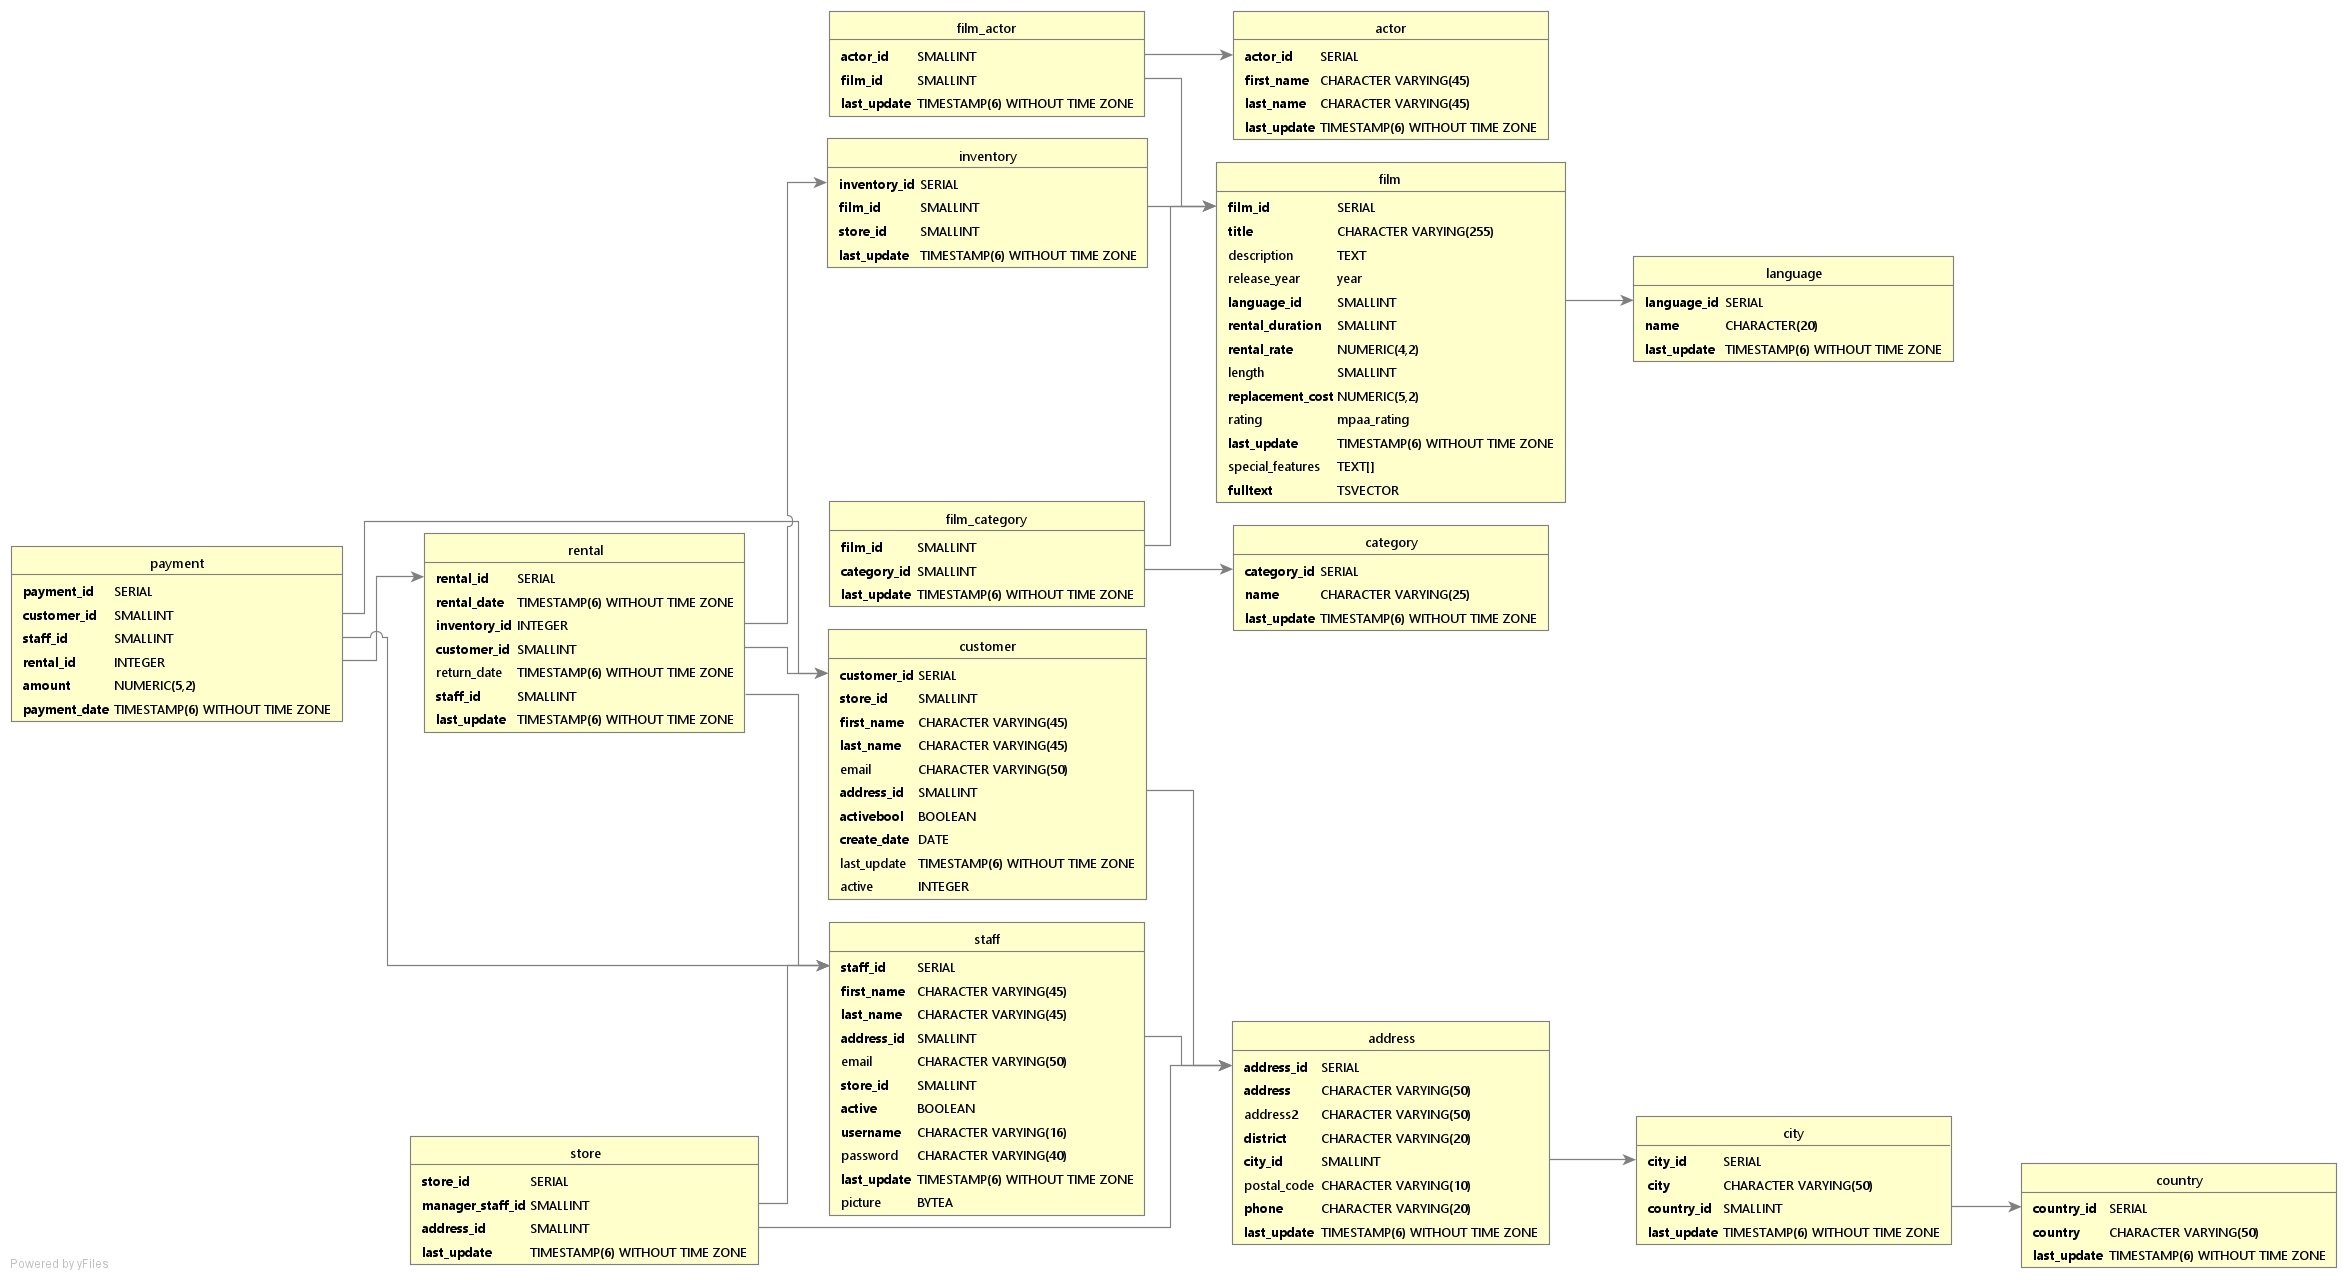 film_actor
actor_id SMALLINT
film_id SMALLINT
last_update TIMESTAMP(6) WITHOUT TIME ZONE
actor
actor_id SERIAL
first_name CHARACTER VARYING(45)
last_name CHARACTER VARYING(45)
last_update TIMESTAMP(6) WITHOUT TIME ZONE
inventory
inventory_id SERIAL
film_id SMALLINT
store_id SMALLINT
last_update TIMESTAMP(6) WITHOUT TIME ZONE
film
film_id SERIAL
title CHARACTER VARYING(255)
description TEXT
release_year year
language_id SMALLINT
rental_duration SMALLINT
rental_rate NUMERIC(4,2)
length SMALLINT
replacement_cost NUMERIC(5,2)
rating mpaa_rating
last_update TIMESTAMP(6) WITHOUT TIME ZONE
special_features TEXT[]
fulltext TSVECTOR
language
language_id SERIAL
name CHARACTER(20)
last_update TIMESTAMP(6) WITHOUT TIME ZONE
payment
payment_id SERIAL
customer_id SMALLINT
staff_id SMALLINT
rental_id INTEGER
amount NUMERIC(5,2)
payment_date TIMESTAMP(6) WITHOUT TIME ZONE
rental
rental_id SERIAL
rental_date TIMESTAMP(6) WITHOUT TIME ZONE
inventory_id INTEGER
customer_id SMALLINT
return_date TIMESTAMP(6) WITHOUT TIME ZONE
staff_id SMALLINT
last_update TIMESTAMP(6) WITHOUT TIME ZONE
film_category
film_id SMALLINT
category_id SMALLINT
last_update TIMESTAMP(6) WITHOUT TIME ZONE
category
category_id SERIAL
name CHARACTER VARYING(25)
last_update TIMESTAMP(6) WITHOUT TIME ZONE
customer
customer_id SERIAL
store_id SMALLINT
first_name CHARACTER VARYING(45)
last_name CHARACTER VARYING(45)
email CHARACTER VARYING(50)
address_id SMALLINT
activebool BOOLEAN
create_date DATE
last_update TIMESTAMP(6) WITHOUT TIME ZONE
active INTEGER
staff
staff_id SERIAL
first_name CHARACTER VARYING(45)
last_name CHARACTER VARYING(45)
address_id SMALLINT
email CHARACTER VARYING(50)
store_id SMALLINT
active BOOLEAN
username CHARACTER VARYING(16)
password CHARACTER VARYING(40)
last_update TIMESTAMP(6) WITHOUT TIME ZONE
picture BYTEA
store
store_id SERIAL
manager_staff_id SMALLINT
address_id SMALLINT
last_update TIMESTAMP(6) WITHOUT TIME ZONE
address
address_id SERIAL
address CHARACTER VARYING(50)
address2 CHARACTER VARYING(50)
district CHARACTER VARYING(20)
city_id SMALLINT
postal_code CHARACTER VARYING(10)
phone CHARACTER VARYING(20)
last_update TIMESTAMP(6) WITHOUT TIME ZONE
city
city_id SERIAL
city CHARACTER VARYING(50)
country_id SMALLINT
last_update TIMESTAMP(6) WITHOUT TIME ZONE
country
country_id SERIAL
country CHARACTER VARYING(50)
last_update TIMESTAMP(6) WITHOUT TIME ZONE
Powered by yFiles